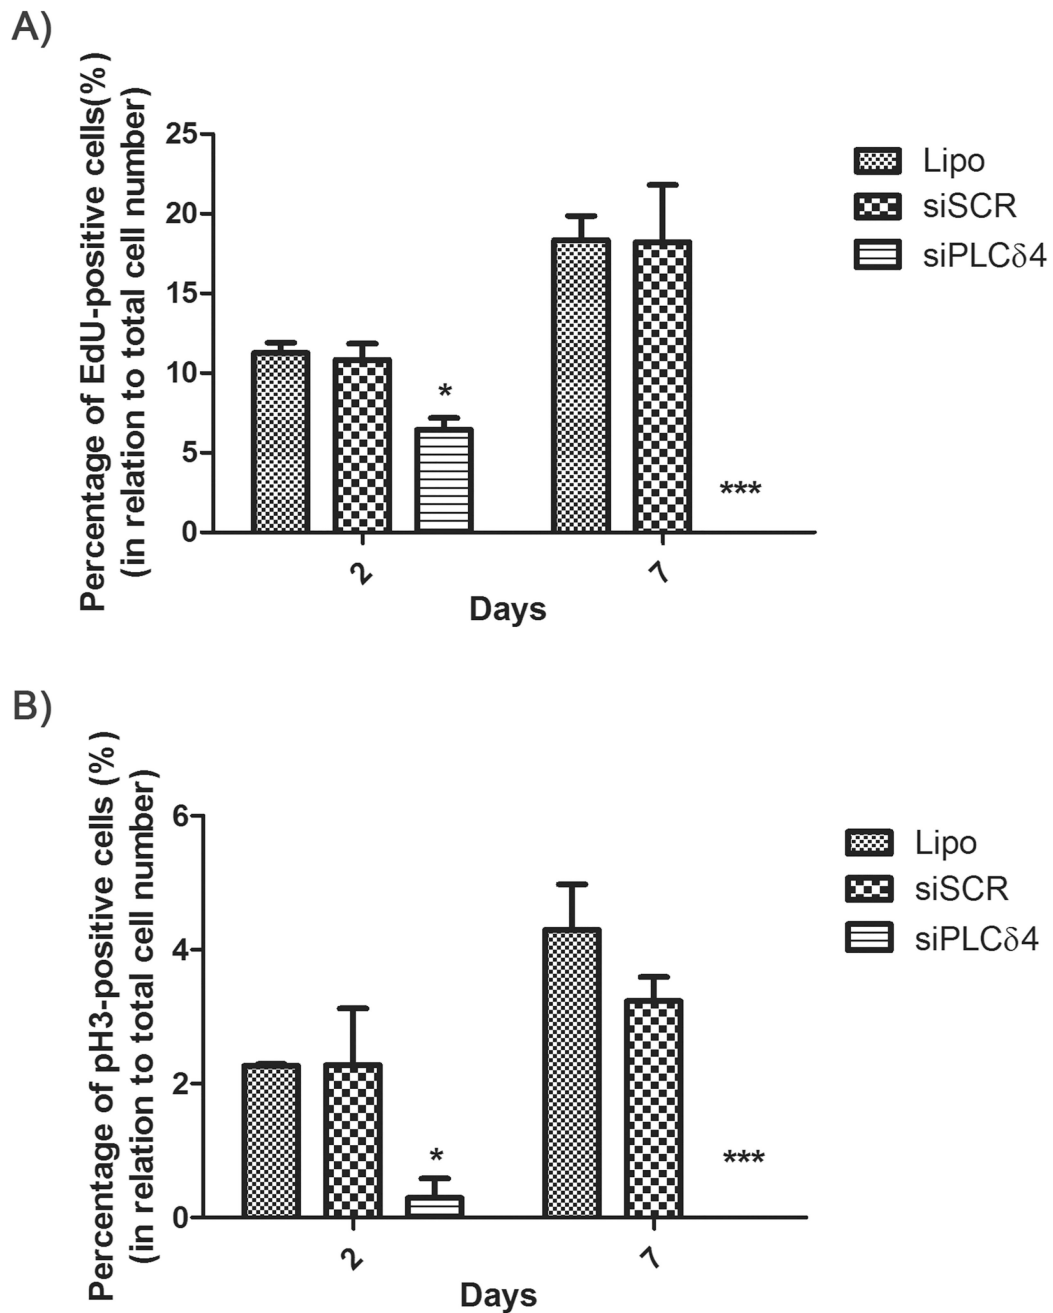 A)
Percentage of EdU-positive cells(%)
(in relation to total cell number)
25
20
15
10
5
0
*
***
2
7
Days
Lipo
siSCR
siPLCδ4
B)
Percentage of pH3-positive cells (%)
(in relation to total cell number)
6
4
2
0
*
***
2
7
Days
Lipo
siSCR
siPLCδ4